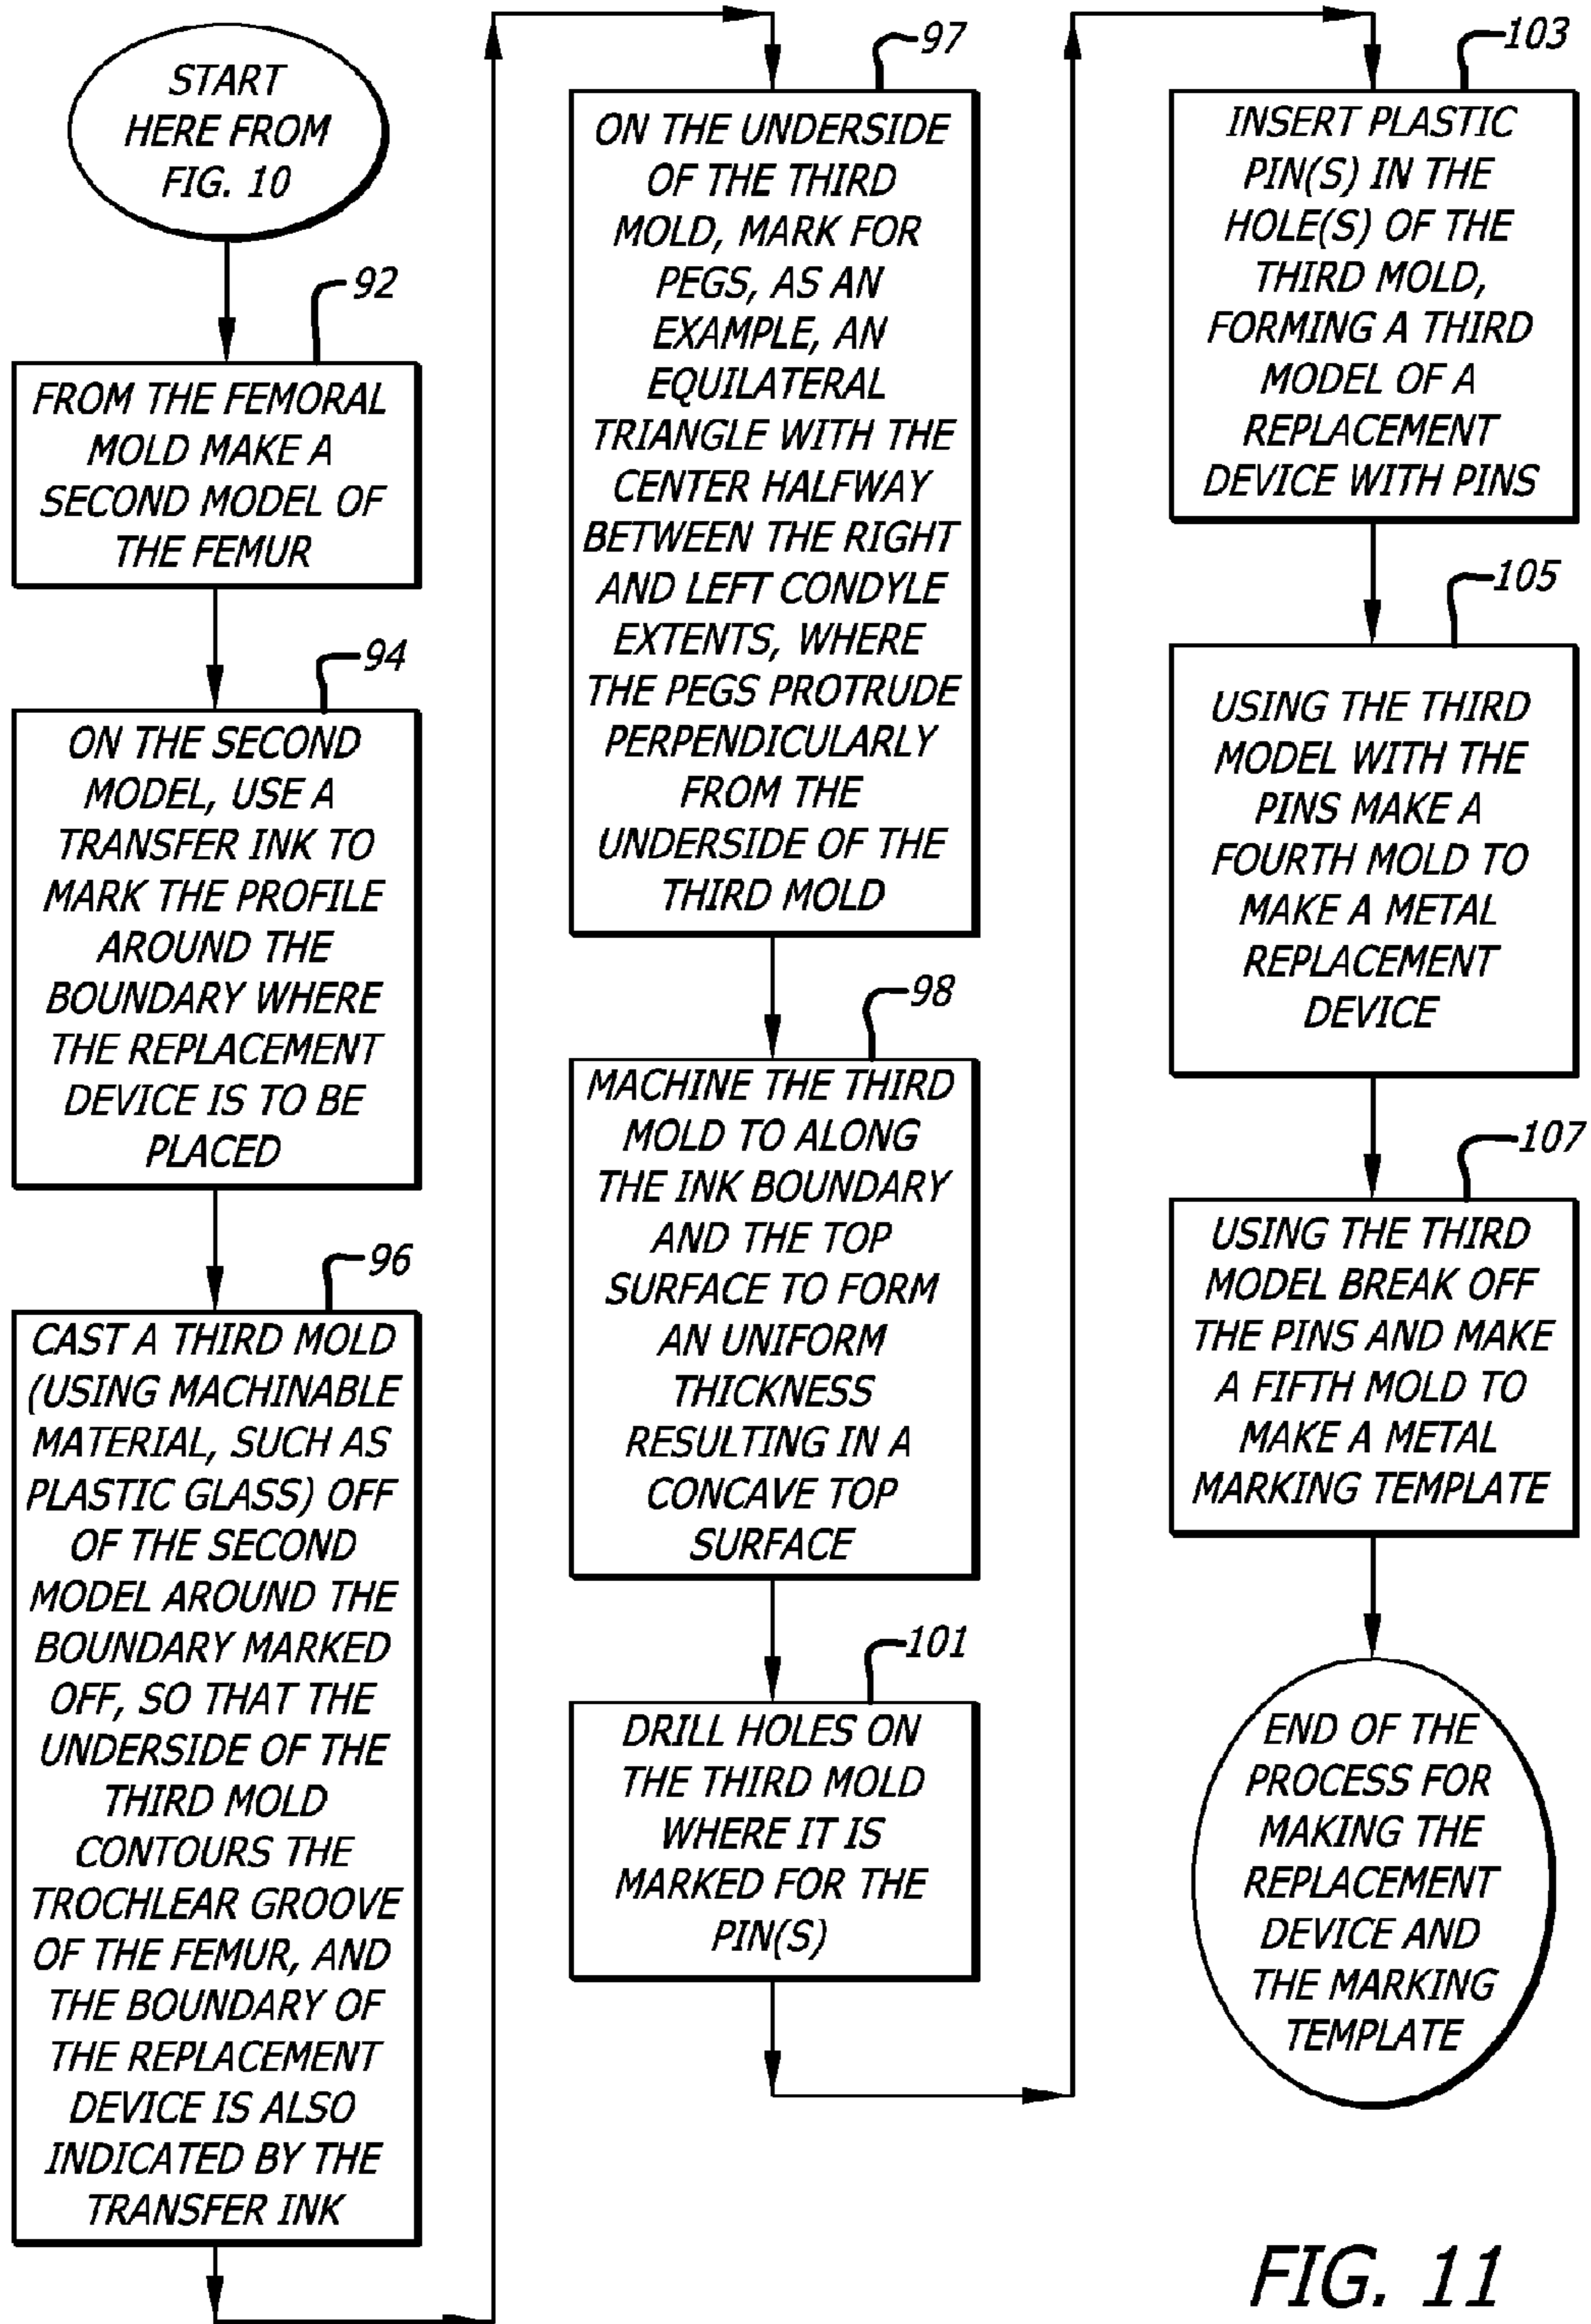 START
HERE FROM
FIG. 10
92
FROM THE FEMORAL
MOLD MAKE A
SECOND MODEL OF
THE FEMUR
94
ON THE SECOND
MODEL, USE A
TRANSFER INK TO
MARK THE PROFILE
AROUND THE
BOUNDARY WHERE
THE REPLACEMENT
DEVICE IS TO BE
PLACED
96
CAST A THIRD MOLD
(USING MACHINABLE
MATERIAL, SUCH AS
PLASTIC GLASS) OFF
OF THE SECOND
MODEL AROUND THE
BOUNDARY MARKED
OFF, SO THAT THE
UNDERSIDE OF THE
THIRD MOLD
CONTOURS THE
TROCHLEAR GROOVE
OF THE FEMUR, AND
THE BOUNDARY OF
THE REPLACEMENT
DEVICE IS ALSO
INDICATED BY THE
TRANSFER INK
97
ON THE UNDERSIDE
OF THE THIRD
MOLD, MARK FOR
PEGS, AS AN
EXAMPLE, AN
EQUILATERAL
TRIANGLE WITH THE
CENTER HALFWAY
BETWEEN THE RIGHT
AND LEFT CONDYLE
EXTENTS, WHERE
THE PEGS PROTRUDE
PERPENDICULARLY
FROM THE
UNDERSIDE OF THE
THIRD MOLD
98
MACHINE THE THIRD
MOLD TO ALONG
THE INK BOUNDARY
AND THE TOP
SURFACE TO FORM
AN UNIFORM
THICKNESS
RESULTING IN A
CONCAVE TOP
SURFACE
101
DRILL HOLES ON
THE THIRD MOLD
WHERE IT IS
MARKED FOR THE
PIN(S)
103
INSERT PLASTIC
PIN(S) IN THE
HOLE(S) OF THE
THIRD MOLD,
FORMING A THIRD
MODEL OF A
REPLACEMENT
DEVICE WITH PINS
105
USING THE THIRD
MODEL WITH THE
PINS MAKE A
FOURTH MOLD TO
MAKE A METAL
REPLACEMENT
DEVICE
107
USING THE THIRD
MODEL BREAK OFF
THE PINS AND MAKE
A FIFTH MOLD TO
MAKE A METAL
MARKING TEMPLATE
END OF THE
PROCESS FOR
MAKING THE
REPLACEMENT
DEVICE AND
THE MARKING
TEMPLATE
FIG. 11